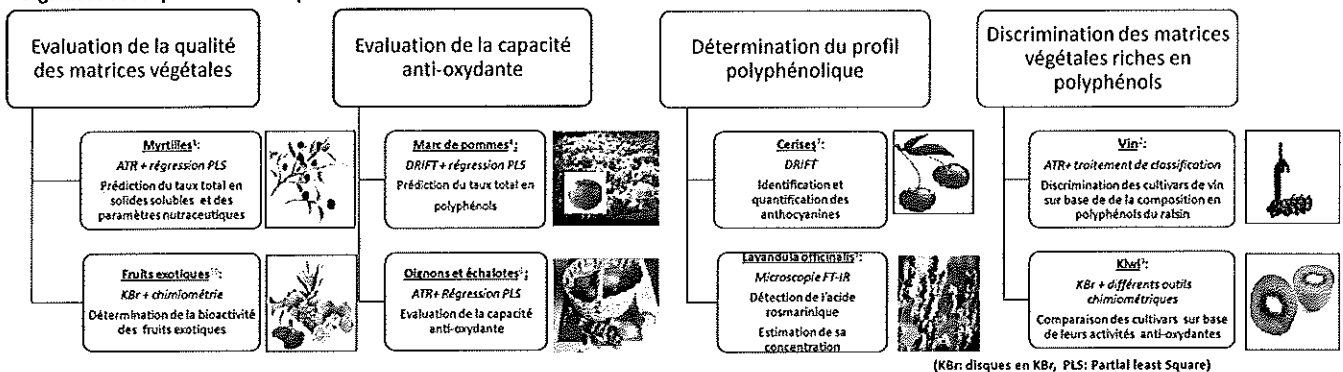 Evaluation de la qualité
des matrices végétales
Myrtilles
ATR + régression PLS
Prédiction du taux total en
solides solubles et des
paramètres nutraceutiques
Fruits exotiques
KBr + chimiométrie
Détermination de la bioactivité
des fruits exotiques
Evaluation de la capacité
anti-oxydante
Marc de pommes
DRIFT + régression PLS
Prédiction du taux total en
polyphénols
Oignons et échalotes
ATR+ Régression PLS
Evaluation de la capacité
anti-oxydante
Détermination du profil
polyphénolique
Cerises
DRIFT
Identification et
quantification des
anthocyanines
Lavandula officinalis
Microscopie FT-IR
Détection de l'acide
rosmarinique
Estimation de sa
concentration
Discrimination des matrices
végétales riches en
polyphénols
Vin
ATR+ traitement de classification
Discrimination des cultivars de vin
sur base de de la composition en
polyphénols du raisin
Kiwi
KBr + différents outils
chimiométriques
Comparaison des cultivars sur base
de leurs activités anti-oxydantes
(KBr: disques en KBr, PLS: Partial least Square)